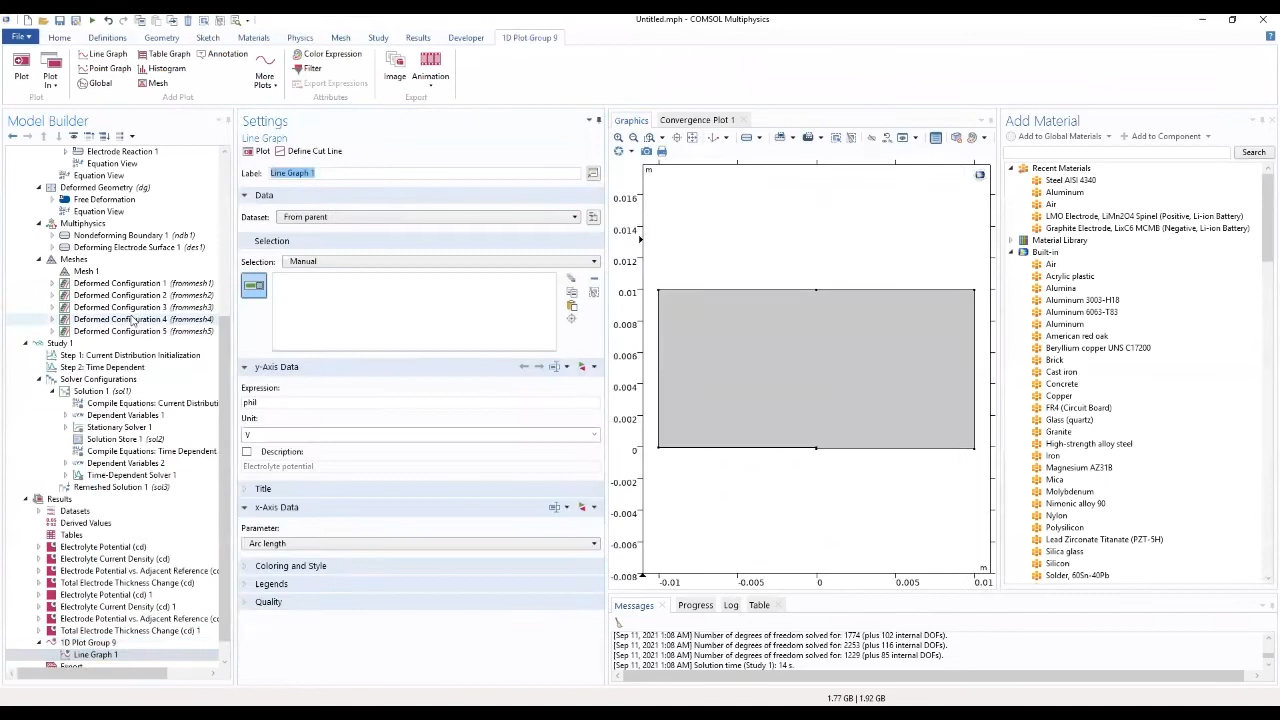 Untitled.mph - COMSOL Multiphysics
File
Home
Definitions
Geometry
Sketch
Materials
Physics
Mesh
Study
Results
Developer
1D Plot Group 9
Plot
Plot In
Line Graph
Point Graph
Global
Table Graph
Histogram
Mesh
Annotation
More Plots
Color Expression
Filter
Export Expressions
Image
Animation
Plot
Add Plot
Attributes
Export
Model Builder
Electrode Reaction 1
Equation View
Equation View
Deformed Geometry (dg)
Free Deformation
Equation View
Multiphysics
Nondeforming Boundary 1 (ndb1)
Deforming Electrode Surface 1 (des1)
Meshes
Mesh 1
Deformed Configuration 1 (frommesh1)
Deformed Configuration 2 (frommesh2)
Deformed Configuration 3 (frommesh3)
Deformed Configuration 4 (frommesh4)
Deformed Configuration 5 (frommesh5)
Study 1
Step 1: Current Distribution Initialization
Step 2: Time Dependent
Solver Configurations
Solution 1 (sol1)
Compile Equations: Current Distributi
Dependent Variables 1
Stationary Solver 1
Solution Store 1 (sol2)
Compile Equations: Time Dependent
Dependent Variables 2
Time-Dependent Solver 1
Remeshed Solution 1 (sol3)
Results
Datasets
Derived Values
Tables
Electrolyte Potential (cd)
Electrolyte Current Density (cd)
Electrode Potential vs. Adjacent Reference (cd
Total Electrode Thickness Change (cd)
Electrolyte Potential (cd) 1
Electrolyte Current Density (cd) 1
Electrode Potential vs. Adjacent Reference (cd
Total Electrode Thickness Change (cd) 1
1D Plot Group 9
Line Graph 1
Settings
Line Graph
Plot
Define Cut Line
Label: Line Graph 1
Data
Dataset: From parent
Selection
Selection: Manual
y-Axis Data
Expression:
phil
Unit:
V
Description:
Electrolyte potential
Title
x-Axis Data
Parameter:
Arc length
Coloring and Style
Legends
Quality
Graphics
Convergence Plot 1
m
0.016
0.014
0.012
0.01
0.008
0.006
0.004
0.002
0
-0.002
-0.004
-0.006
-0.008
-0.01
-0.005
0
0.005
0.01
m
Messages
Progress
Log
Table
[Sep 11, 2021 1:08 AM] Number of degrees of freedom solved for: 1774 (plus 102 internal DOFs).
[Sep 11, 2021 1:08 AM] Number of degrees of freedom solved for: 2253 (plus 116 internal DOFs).
[Sep 11, 2021 1:08 AM] Number of degrees of freedom solved for: 1229 (plus 85 internal DOFs).
[Sep 11, 2021 1:08 AM] Solution time (Study 1): 14 s.
Add Material
Add to Global Materials
Add to Component
Search
Recent Materials
Steel AISI 4340
Aluminum
Air
LMO Electrode, LiMn2O4 Spinel (Positive, Li-ion Battery)
Graphite Electrode, LixC6 MCMB (Negative, Li-ion Battery)
Material Library
Built-in
Air
Acrylic plastic
Alumina
Aluminum 3003-H18
Aluminum 6063-T83
Aluminum
American red oak
Beryllium copper UNS C17200
Brick
Cast iron
Concrete
Copper
FR4 (Circuit Board)
Glass (quartz)
Granite
High-strength alloy steel
Iron
Magnesium AZ31B
Mica
Molybdenum
Nimonic alloy 90
Nylon
Polysilicon
Lead Zirconate Titanate (PZT-5H)
Silica glass
Silicon
Solder, 60Sn-40Pb
1.77 GB | 1.92 GB